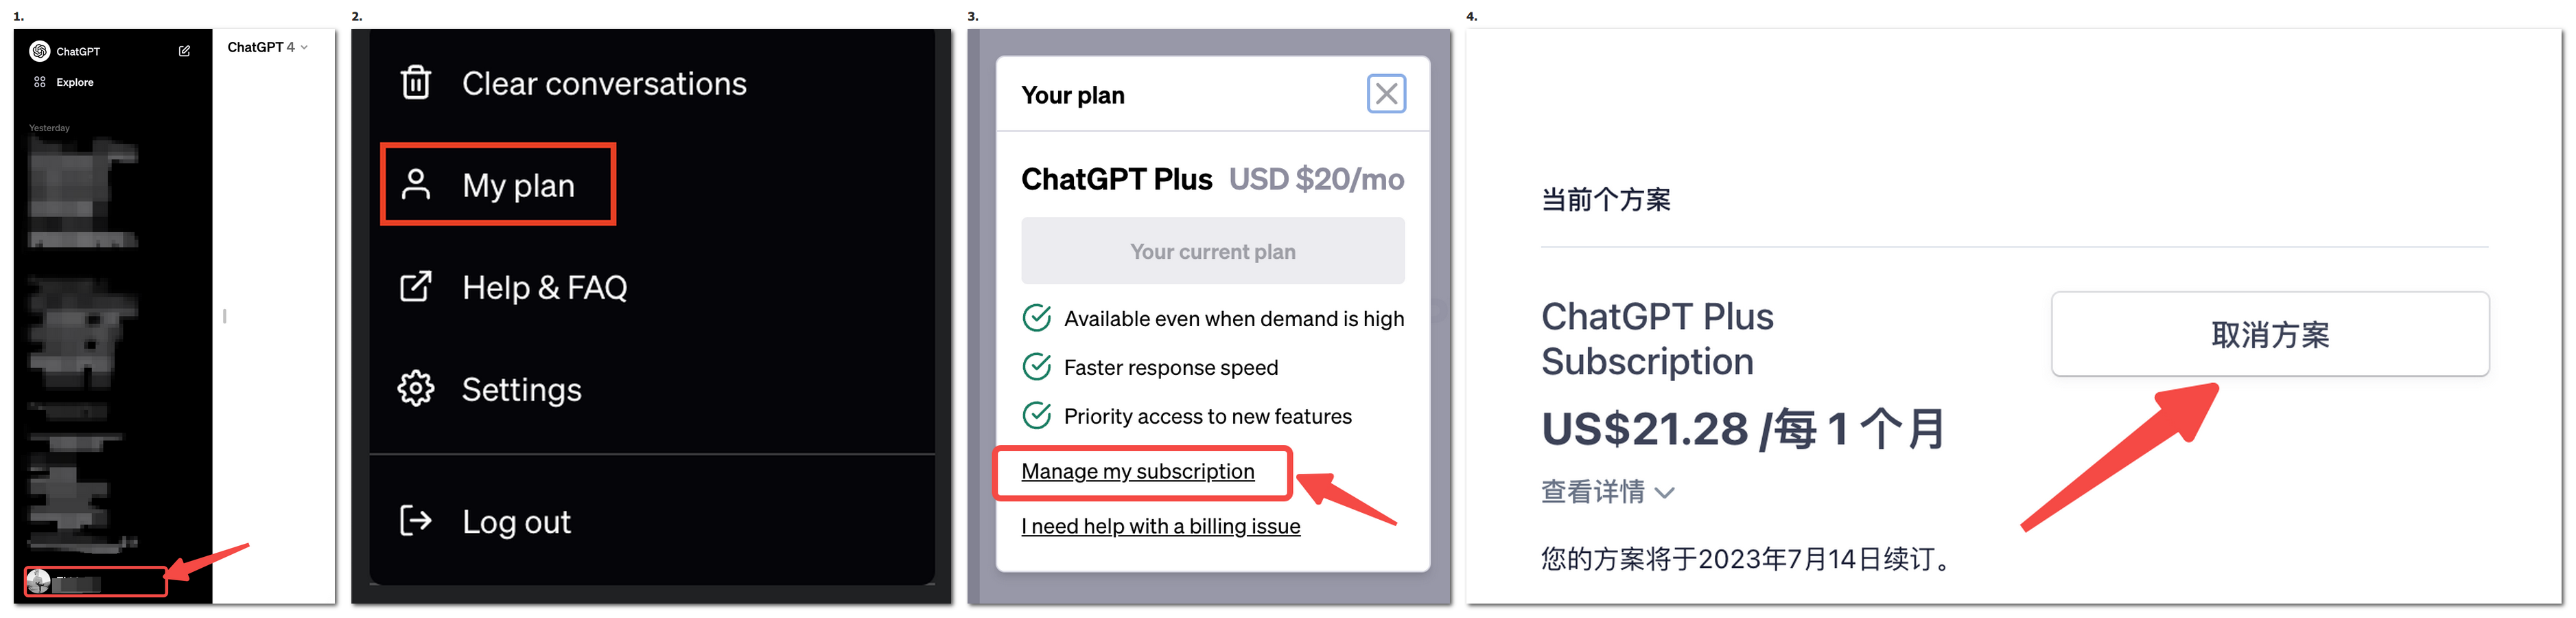 1.
ChatGPT
Explore
Yesterday
ChatGPT 4
2.
Clear conversations
My plan
Help & FAQ
Settings
Log out
3.
Your plan
ChatGPT Plus USD $20/mo
Your current plan
Available even when demand is high
Faster response speed
Priority access to new features
Manage my subscription
I need help with a billing issue
4.
当前个方案
ChatGPT Plus
Subscription
取消方案
US$21.28 /每 1 个月
查看详情
您的方案将于2023年7月14日续订。